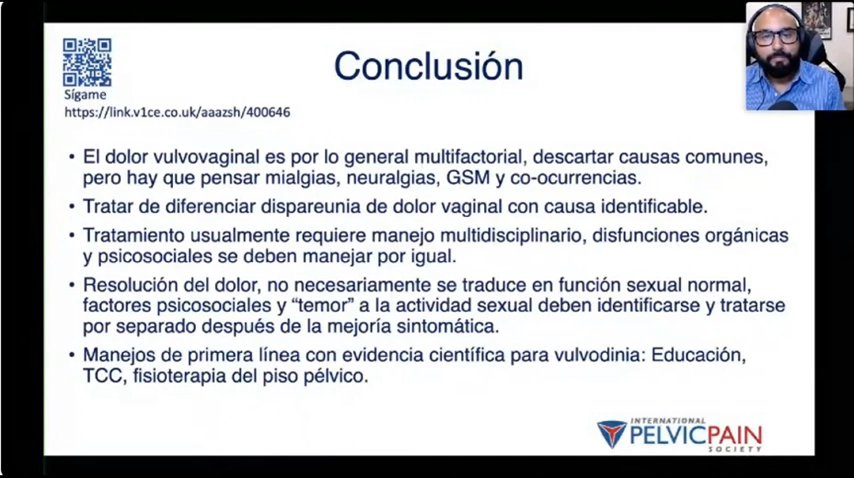 Conclusión
Sígame
https://link.v1ce.co.uk/aaazsh/400646
• El dolor vulvovaginal es por lo general multifactorial, descartar causas comunes,
pero hay que pensar mialgias, neuralgias, GSM y co-ocurrencias.
• Tratar de diferenciar dispareunia de dolor vaginal con causa identificable.
• Tratamiento usualmente requiere manejo multidisciplinario, disfunciones orgánicas
y psicosociales se deben manejar por igual.
• Resolución del dolor, no necesariamente se traduce en función sexual normal,
factores psicosociales y “temor” a la actividad sexual deben identificarse y tratarse
por separado después de la mejoría sintomática.
• Manejos de primera línea con evidencia científica para vulvodinia: Educación,
TCC, fisioterapia del piso pélvico.
INTERNATIONAL
PELVICPAIN
SOCIETY